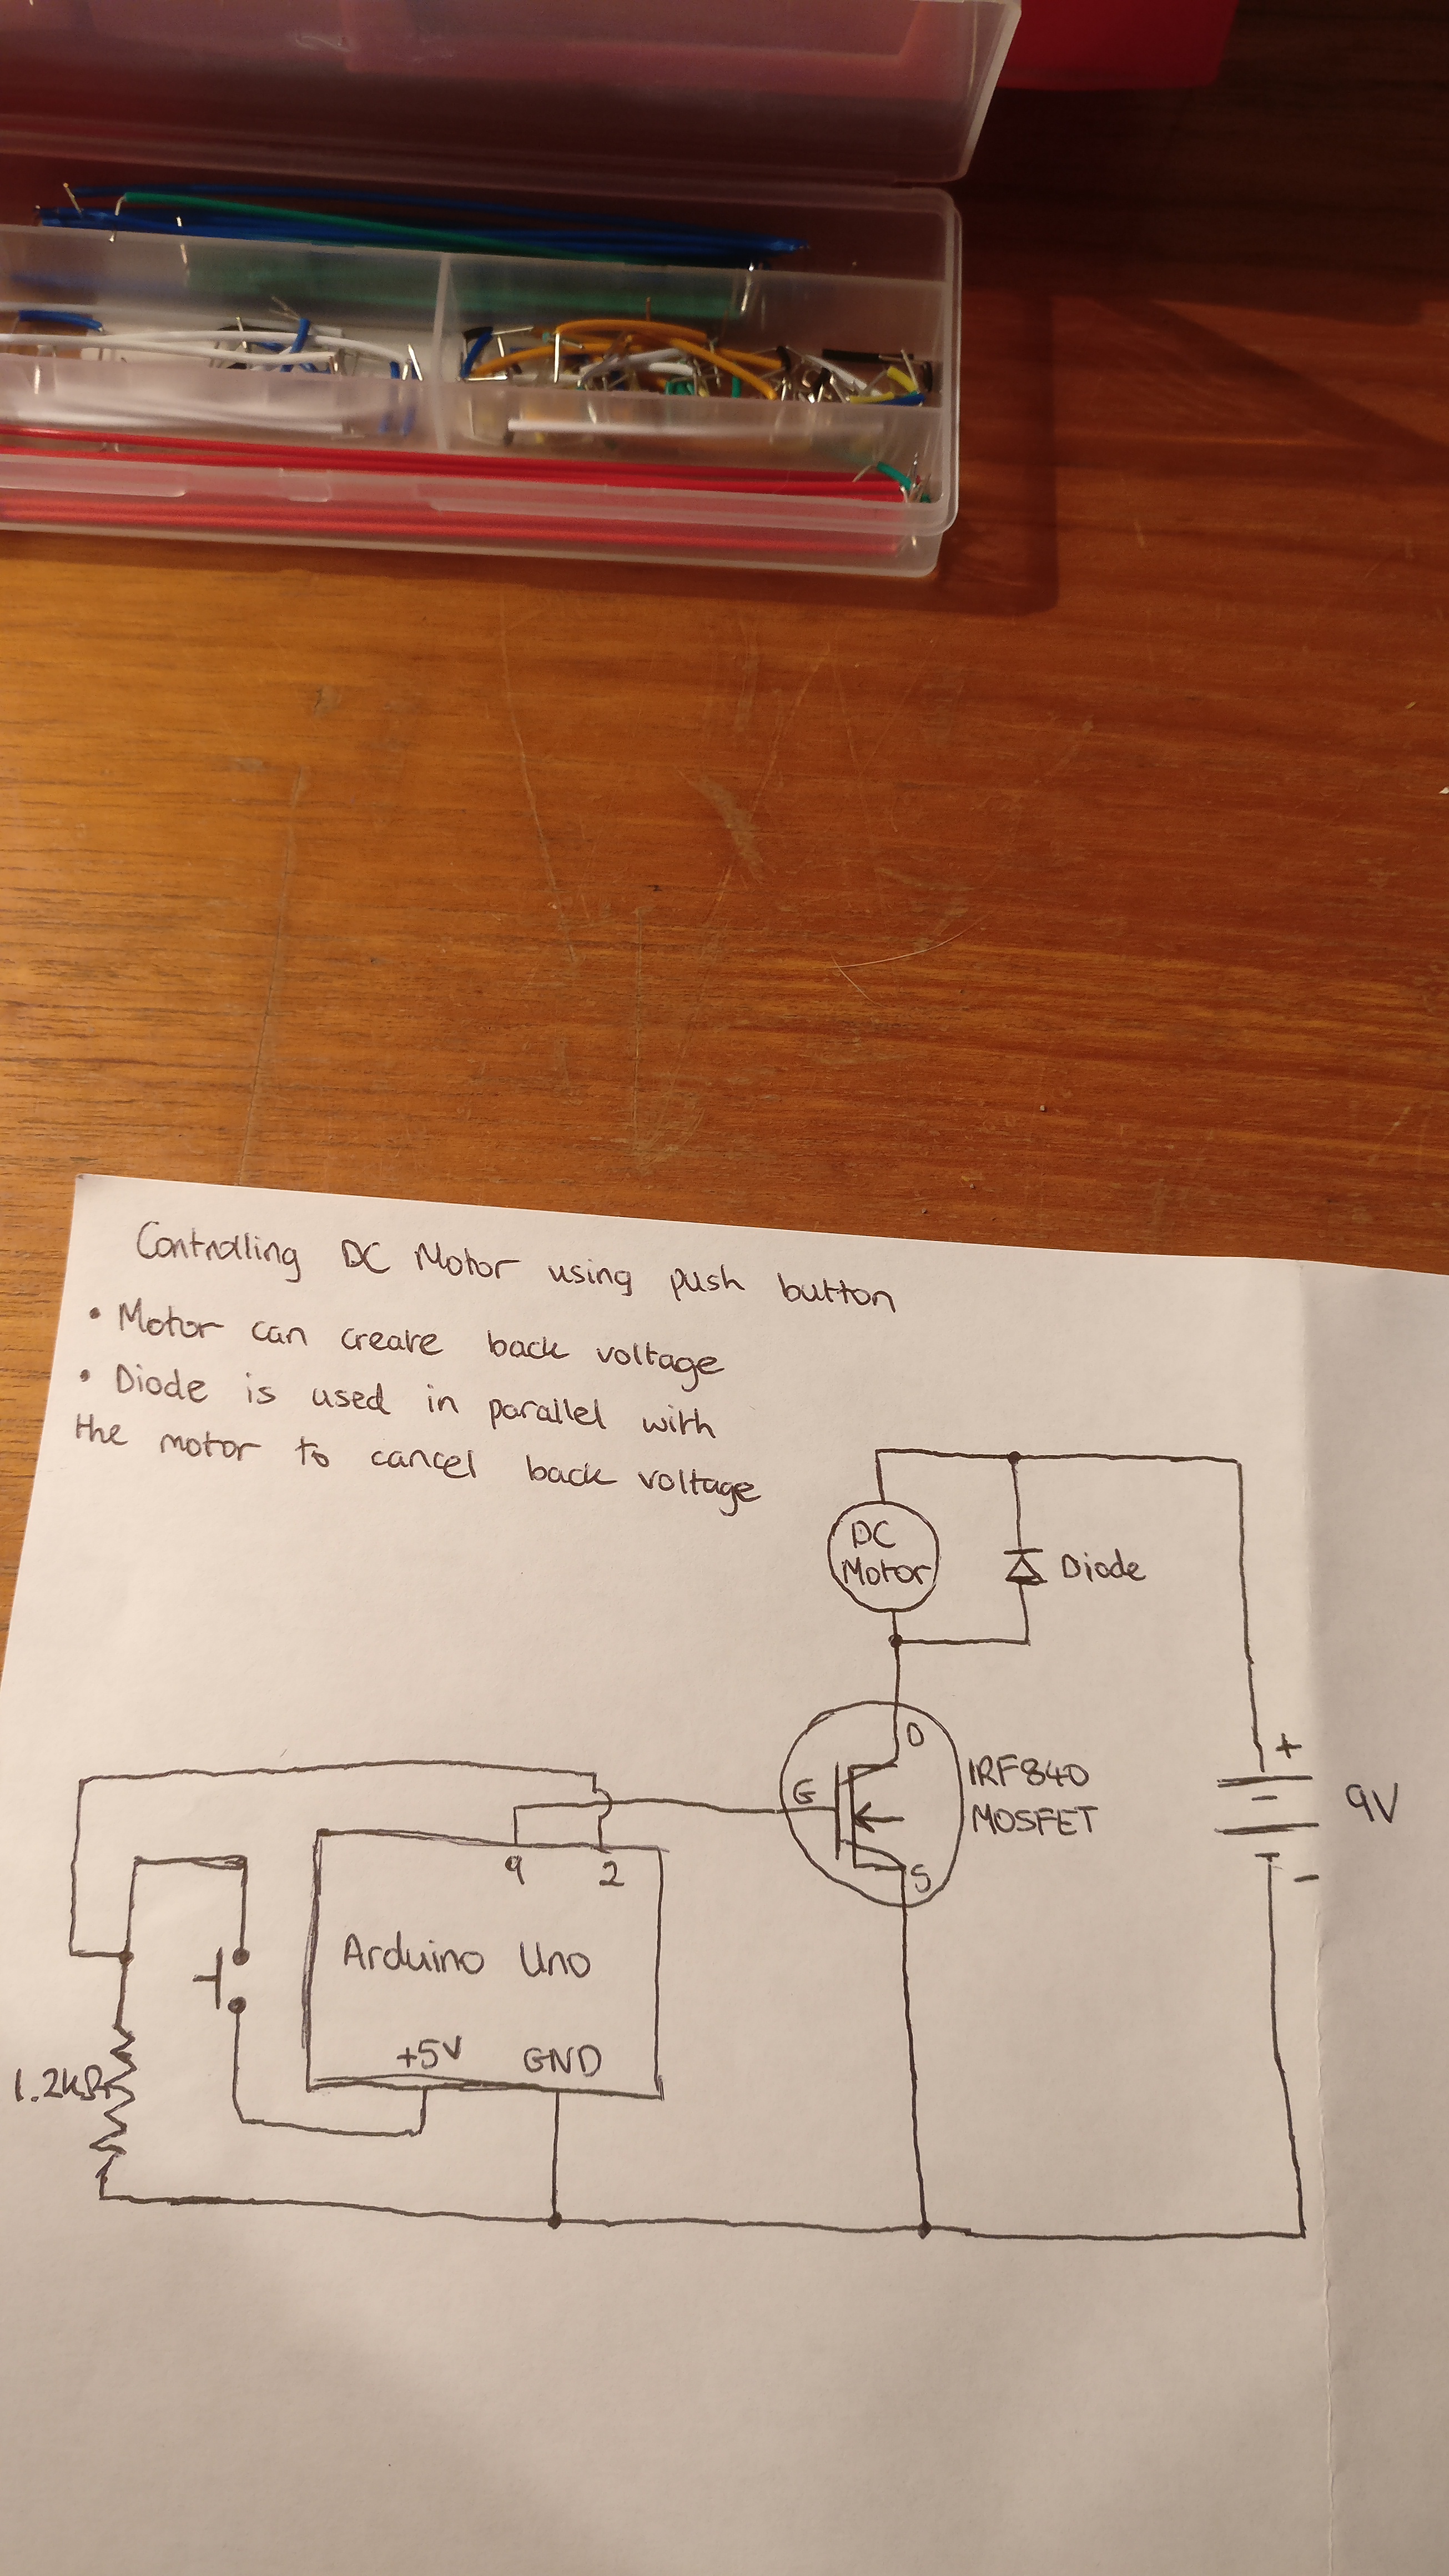 Controlling DC Motor using push button
• Motor can create back voltage
• Diode is used in parallel with
the motor to cancel back voltage
DC
Motor
Diode
D
G
S
IRF840
MOSFET
+
9V
-
9 2
Arduino Uno
+5V GND
1.2kΩ